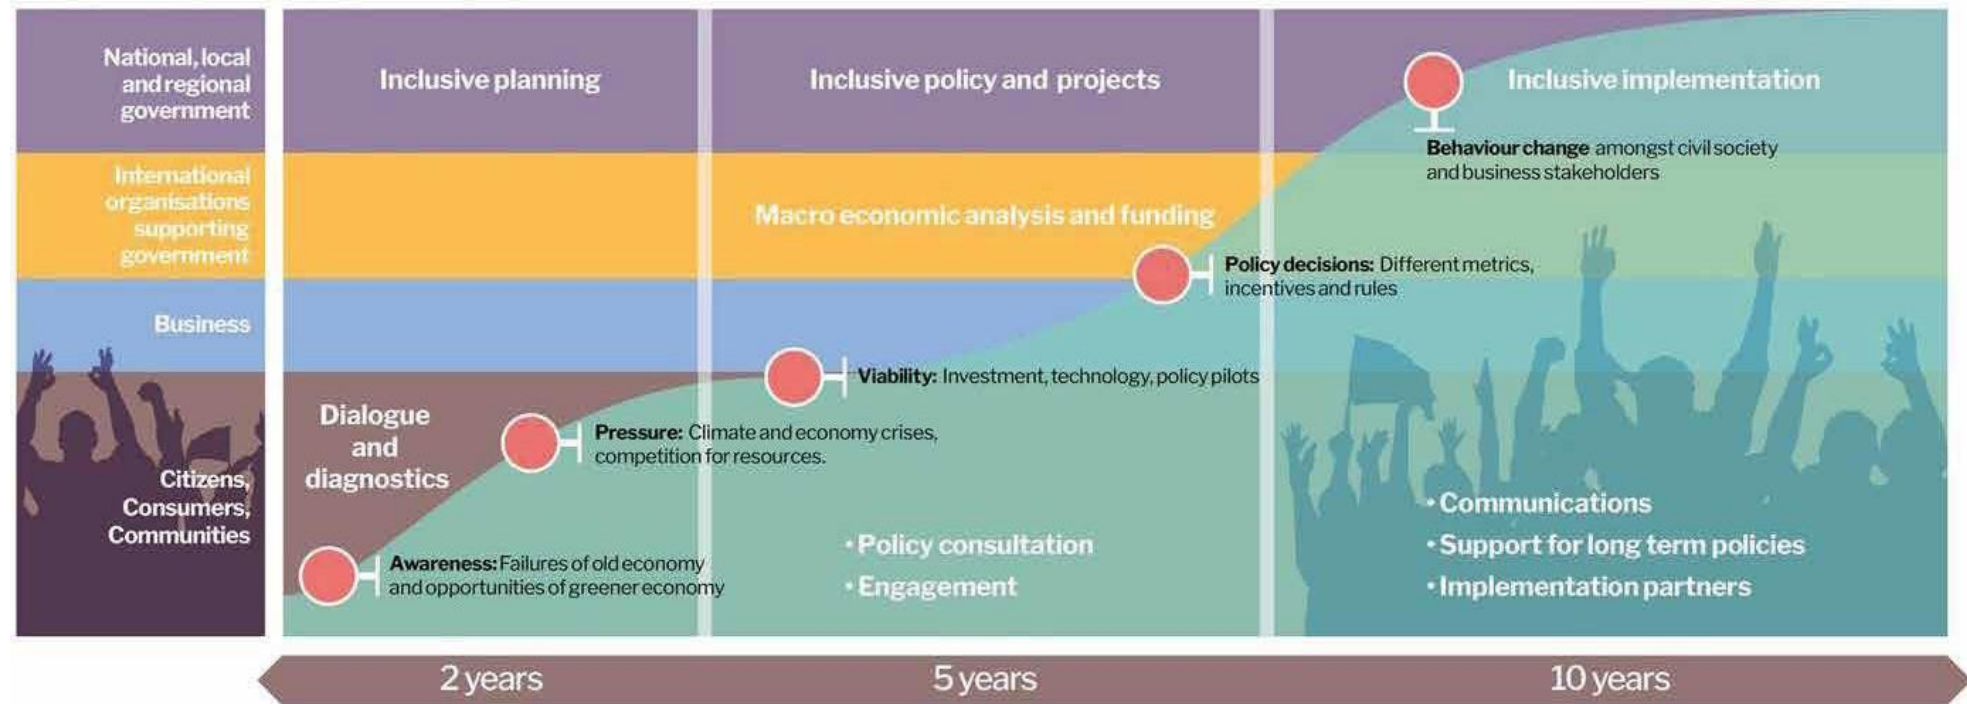 National, local
and regional
government
International
organisations
supporting
government
Business
Citizens,
Consumers,
Communities
Inclusive planning
Inclusive policy and projects
Inclusive implementation
Behaviour change amongst civil society
and business stakeholders
Macro economic analysis and funding
Policy decisions: Different metrics,
incentives and rules
Viability: Investment, technology, policy pilots
Dialogue
and
diagnostics
Pressure: Climate and economy crises,
competition for resources.
Awareness: Failures of old economy
and opportunities of greener economy
• Policy consultation
• Engagement
• Communications
• Support for long term policies
• Implementation partners
2 years
5 years
10 years